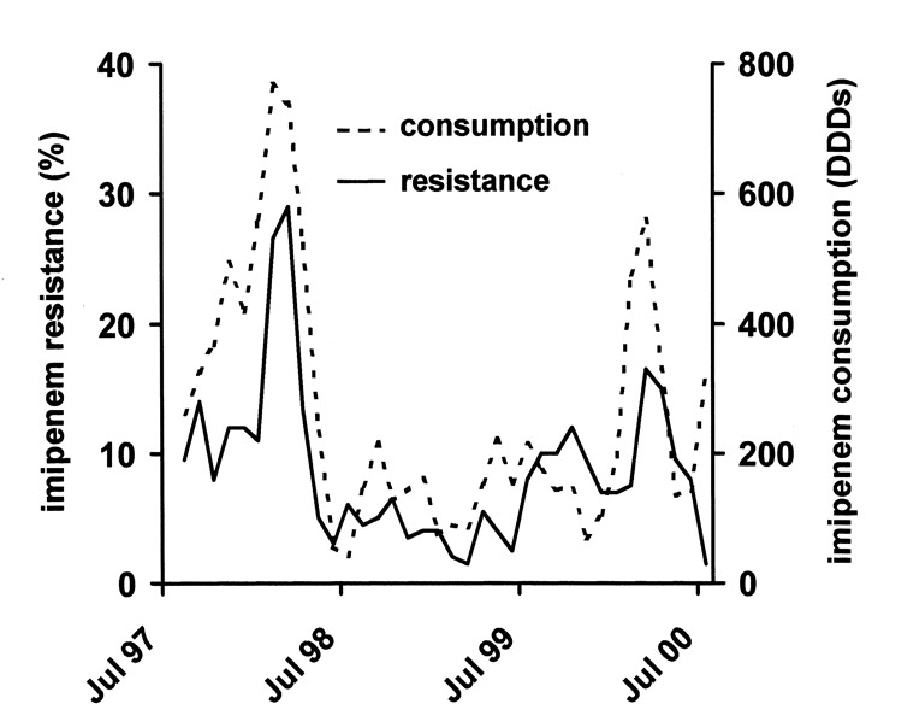 40
800
consumption
resistance
30
600
20
400
10
200
0
0
imipenem resistance (%)
imipenem consumption (DDDs)
Jul 97
Jul 98
Jul 99
Jul 00